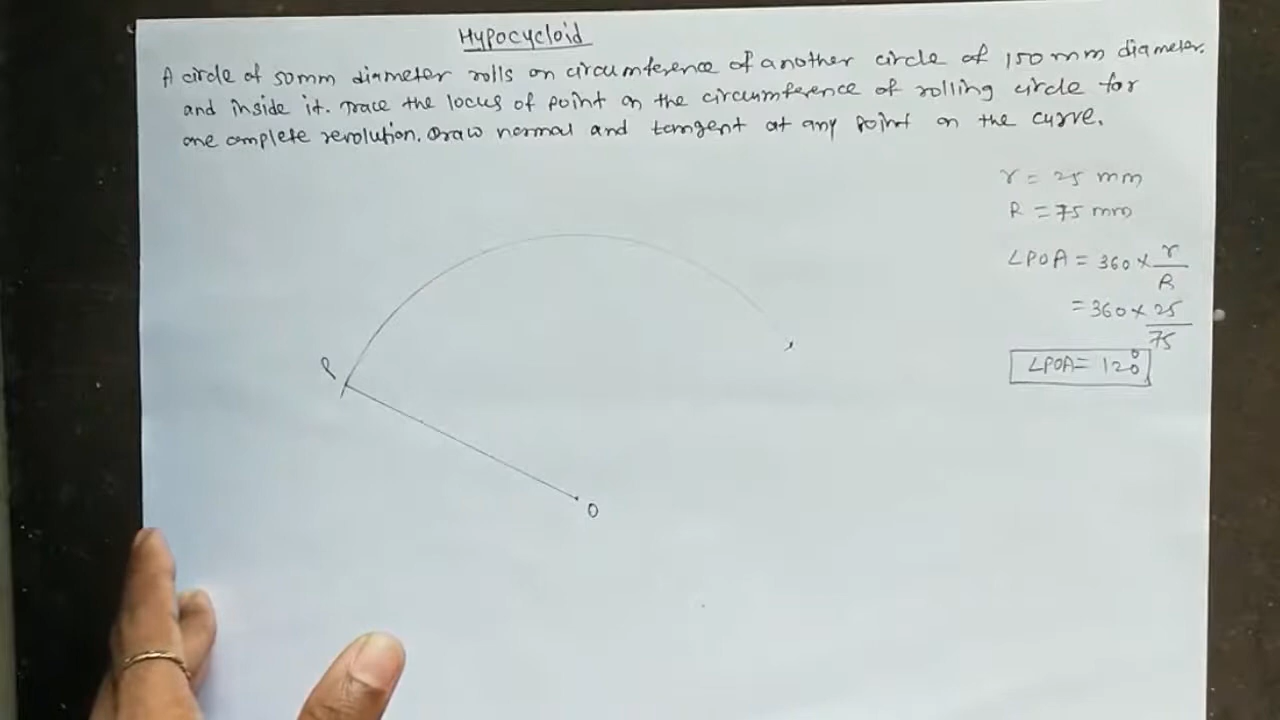 Hypocycloid
A circle of 50mm diameter rolls on circumference of another circle of 150 mm diameter.
and inside it. Trace the locus of point on the circumference of rolling circle for
one complete revolution. Draw normal and tangent at any point on the curve.
r = 25 mm
R = 75 mm
∠POA = 360 × r/R
= 360 × 25/75
∠POA = 120°
P
O